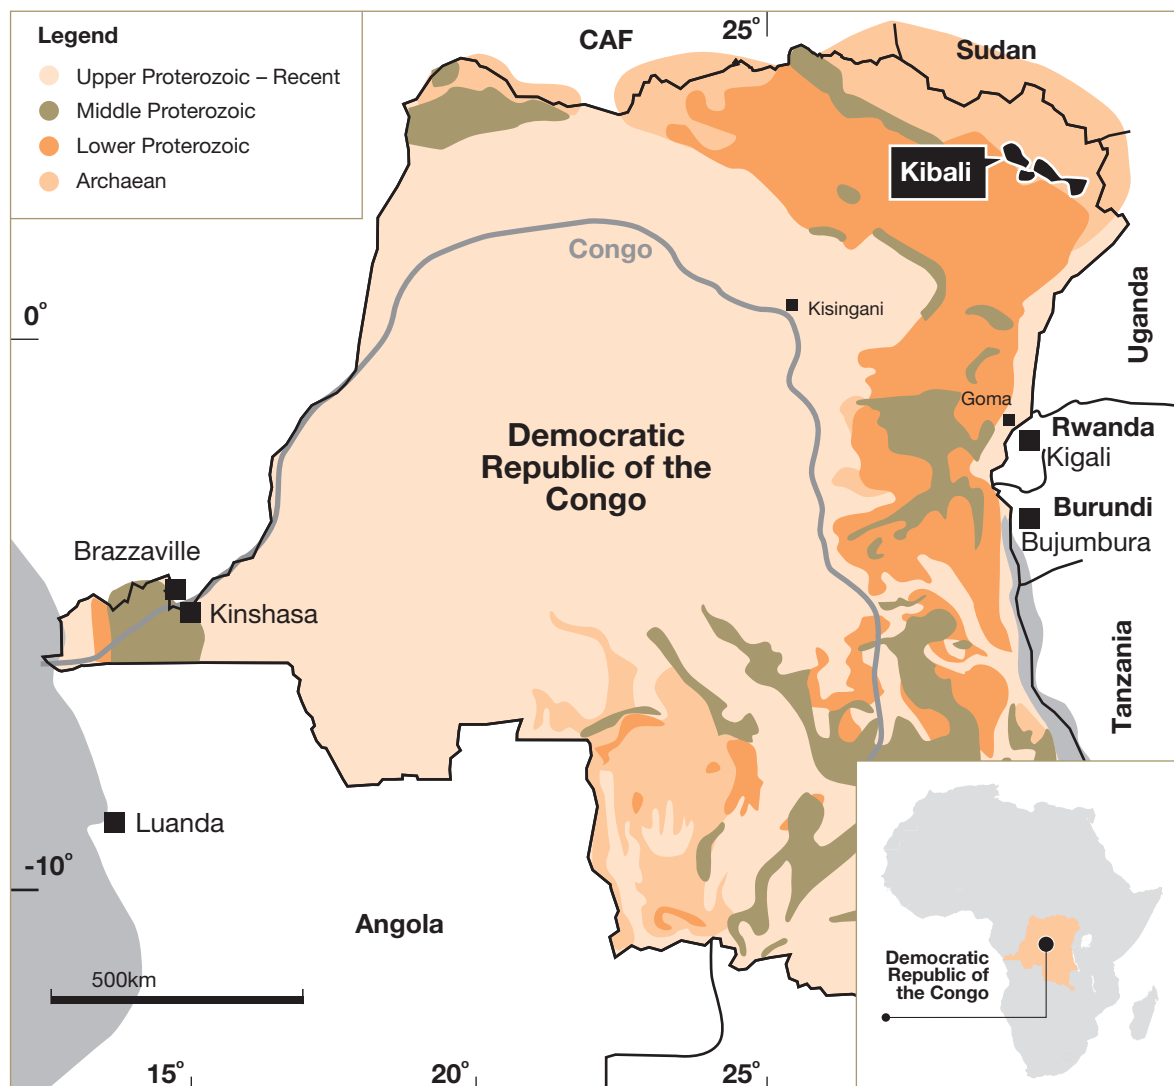 Legend
Upper Proterozoic – Recent
Middle Proterozoic
Lower Proterozoic
Archaean
CAF
25°
Sudan
Kibali
Congo
Kisingani
0°
Uganda
Goma
Democratic
Republic of the
Congo
Rwanda
Kigali
Burundi
Bujumbura
Brazzaville
Kinshasa
Tanzania
Luanda
-10°
Angola
500km
Democratic
Republic of
the Congo
15°
20°
25°